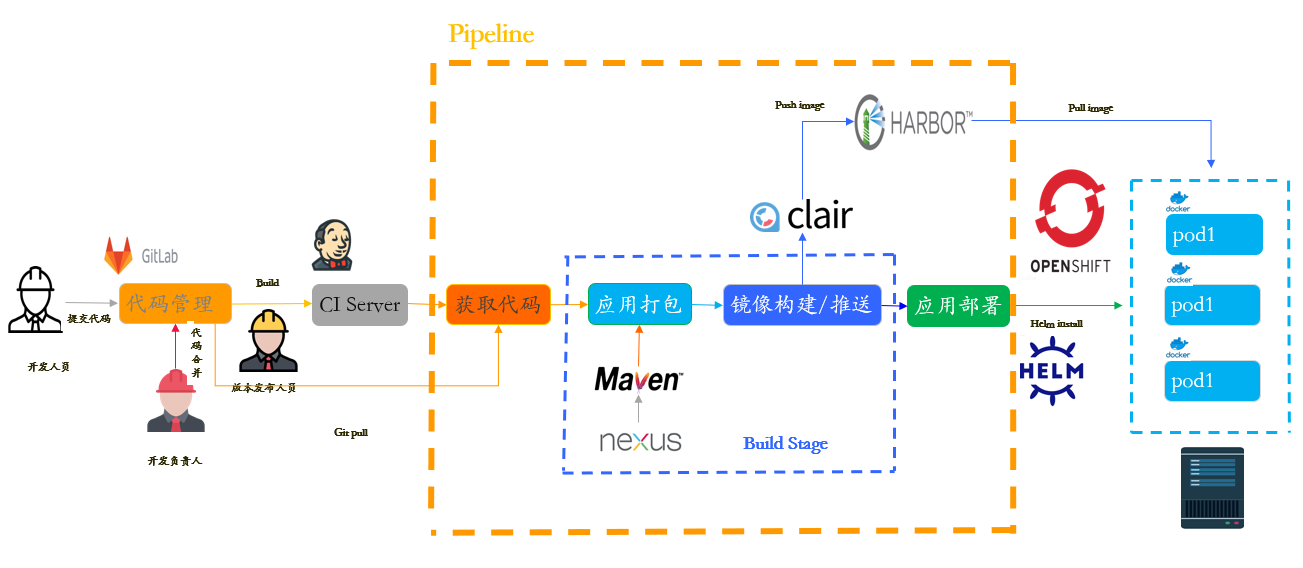 Pipeline
Push image
HARBOR™
Pull image
clair
docker
pod1
GitLab
OPENSHIFT
Build
docker
提交代码
代码管理
CI Server
获取代码
应用打包
镜像构建/推送
应用部署
pod1
Helm install
代码合并
开发人员
版本发布人员
Maven™
HELM
docker
pod1
Git pull
nexus
Build Stage
开发负责人